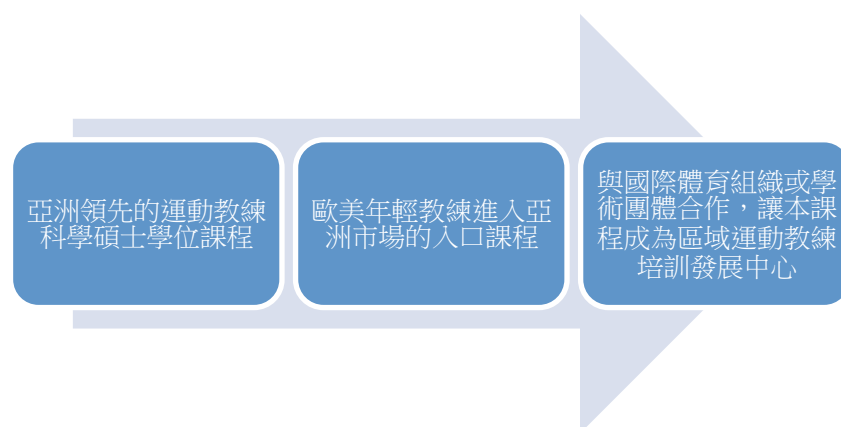 亞洲領先的運動教練
科學碩士學位課程
歐美年輕教練進入亞
洲市場的入口課程
與國際體育組織或學
術團體合作，讓本課
程成為區域運動教練
培訓發展中心